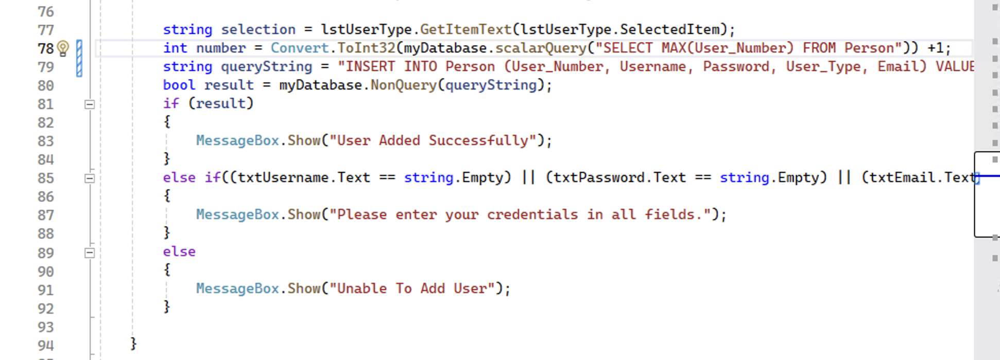 76
77 string selection = lstUserType.GetItemText(lstUserType.SelectedItem);
78 int number = Convert.ToInt32(myDatabase.scalarQuery("SELECT MAX(User_Number) FROM Person")) +1;
79 string queryString = "INSERT INTO Person (User_Number, Username, Password, User_Type, Email) VALUE
80 bool result = myDatabase.NonQuery(queryString);
81 if (result)
82 {
83 MessageBox.Show("User Added Successfully");
84 }
85 else if((txtUsername.Text == string.Empty) || (txtPassword.Text == string.Empty) || (txtEmail.Text
86 {
87 MessageBox.Show("Please enter your credentials in all fields.");
88 }
89 else
90 {
91 MessageBox.Show("Unable To Add User");
92 }
93
94 }